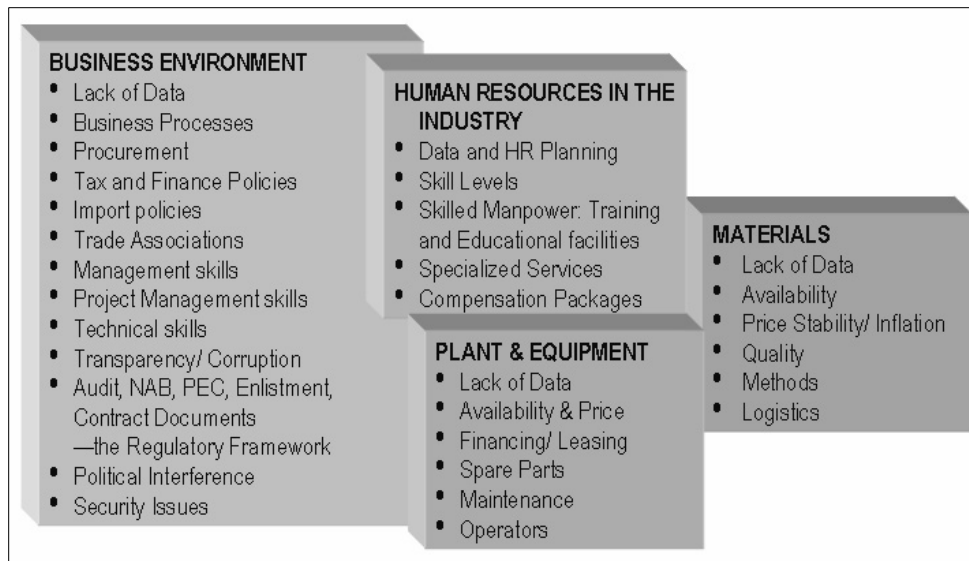 BUSINESS ENVIRONMENT
• Lack of Data
• Business Processes
• Procurement
• Tax and Finance Policies
• Import policies
• Trade Associations
• Management skills
• Project Management skills
• Technical skills
• Transparency/ Corruption
• Audit, NAB, PEC, Enlistment,
Contract Documents
—the Regulatory Framework
• Political Interference
• Security Issues
HUMAN RESOURCES IN THE
INDUSTRY
• Data and HR Planning
• Skill Levels
• Skilled Manpower: Training
and Educational facilities
• Specialized Services
• Compensation Packages
PLANT & EQUIPMENT
• Lack of Data
• Availability & Price
• Financing/ Leasing
• Spare Parts
• Maintenance
• Operators
MATERIALS
• Lack of Data
• Availability
• Price Stability/ Inflation
• Quality
• Methods
• Logistics